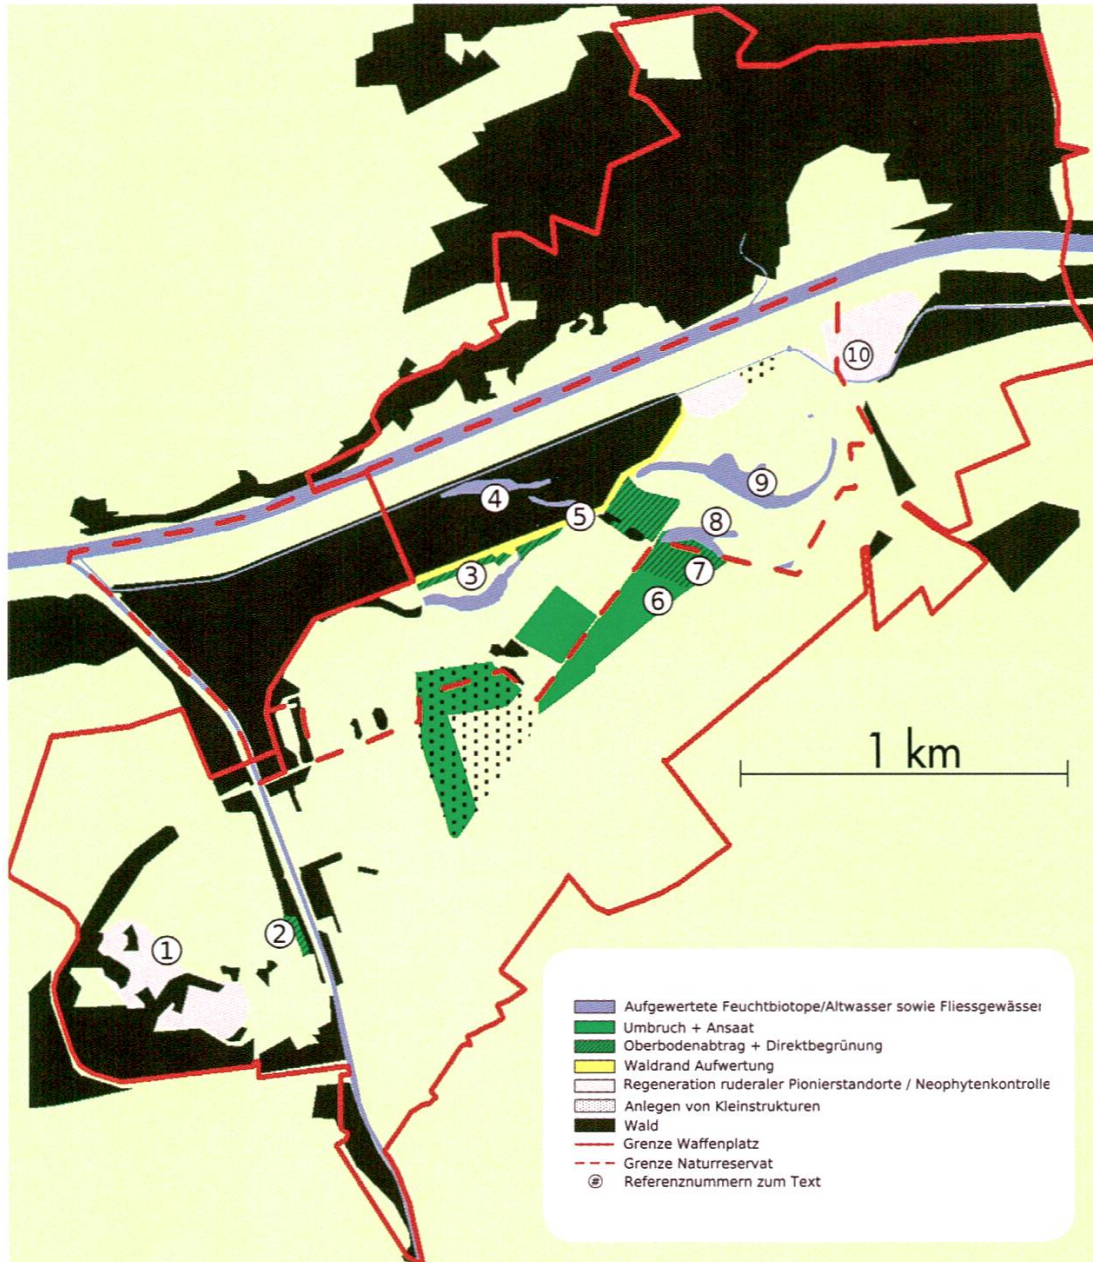 10
4
9
5
8
3
7
6
1 km
2
1
Aufgewertete Feuchtbiotope/Altwasser sowie Fliessgewässer
Umbruch + Ansaat
Oberbodenabtrag + Direktbegrünung
Waldrand Aufwertung
Regeneration ruderaler Pionierstandorte / Neophytenkontrolle
Anlegen von Kleinstrukturen
Wald
Grenze Waffenplatz
Grenze Naturreservat
# Referenznummern zum Text